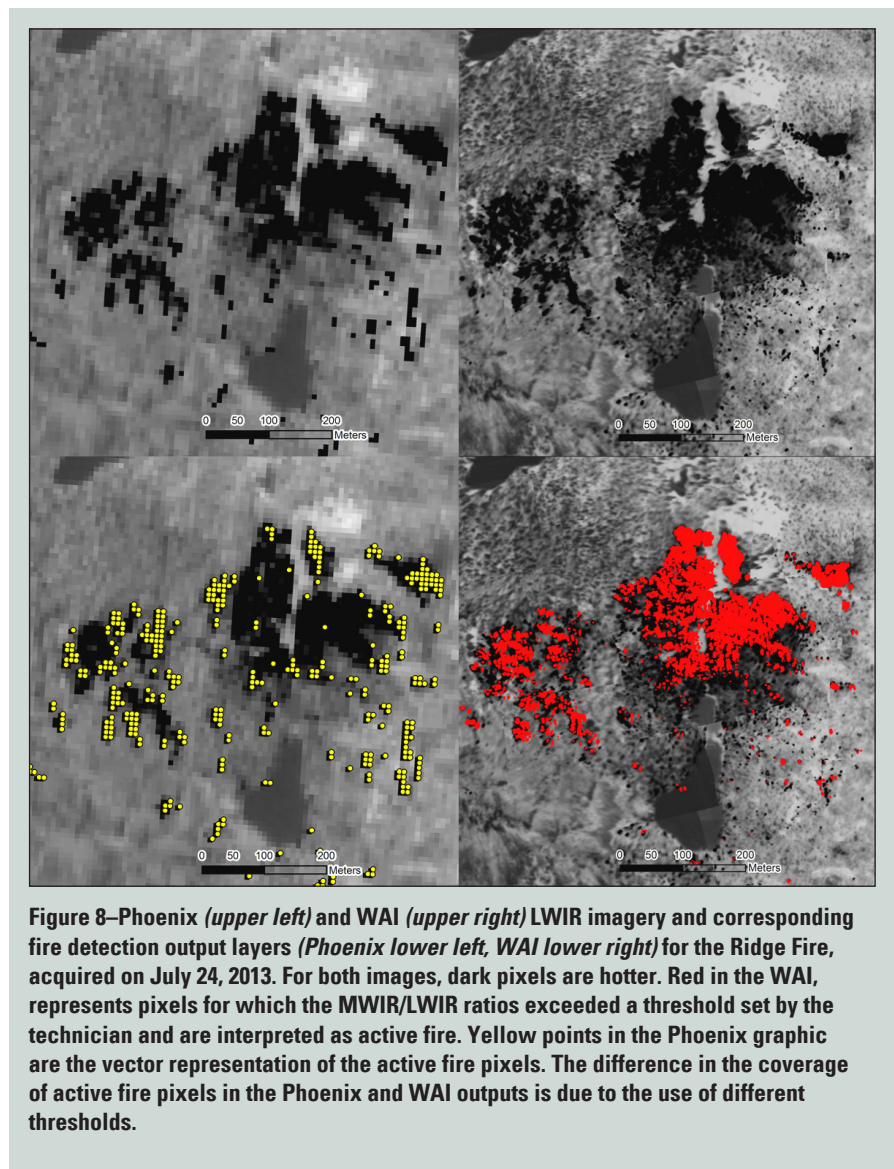 0 50 100 200
Meters
0 50 100 200
Meters
0 50 100 200
Meters
0 50 100 200
Meters
Figure 8–Phoenix (upper left) and WAI (upper right) LWIR imagery and corresponding
fire detection output layers (Phoenix lower left, WAI lower right) for the Ridge Fire,
acquired on July 24, 2013. For both images, dark pixels are hotter. Red in the WAI,
represents pixels for which the MWIR/LWIR ratios exceeded a threshold set by the
technician and are interpreted as active fire. Yellow points in the Phoenix graphic
are the vector representation of the active fire pixels. The difference in the coverage
of active fire pixels in the Phoenix and WAI outputs is due to the use of different
thresholds.